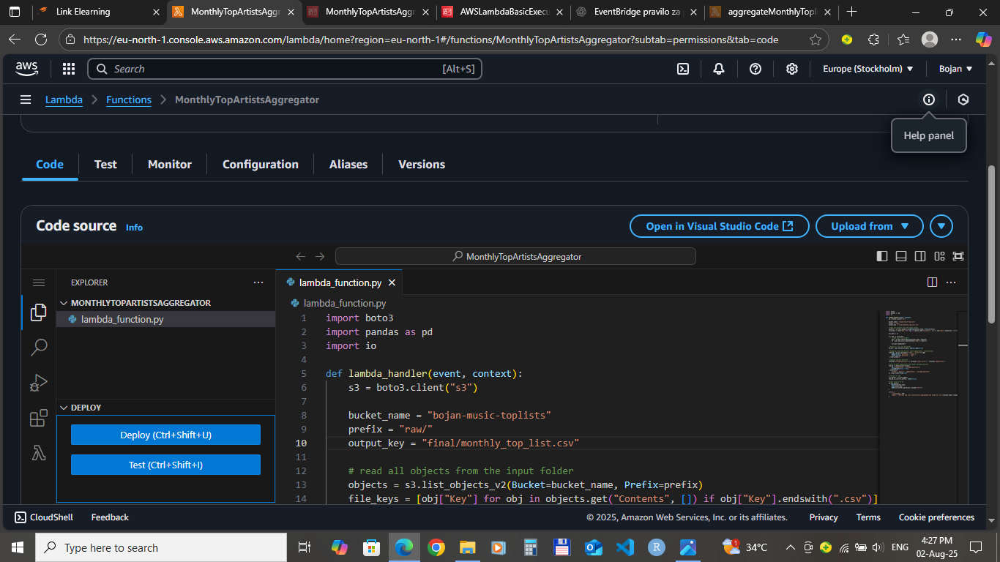 Link Elearning
MonthlyTopArtistsAggr
MonthlyTopArtistsAggr
AWSLambdaBasicExecu
EventBridge pravilo za
aggregateMonthlyTopl
https://eu-north-1.console.aws.amazon.com/lambda/home?region=eu-north-1#/functions/MonthlyTopArtistsAggregator?subtab=permissions&tab=code
aws
Search
[Alt+S]
Europe (Stockholm)
Bojan
Lambda
Functions
MonthlyTopArtistsAggregator
Help panel
Code
Test
Monitor
Configuration
Aliases
Versions
Code source
Info
Open in Visual Studio Code
Upload from
MonthlyTopArtistsAggregator
EXPLORER
MONTHLYTOPARTISTSAGGREGATOR
lambda_function.py
DEPLOY
Deploy (Ctrl+Shift+U)
Test (Ctrl+Shift+I)
lambda_function.py
lambda_function.py
1 import boto3
2 import pandas as pd
3 import io
4
5 def lambda_handler(event, context):
6 s3 = boto3.client("s3")
7
8 bucket_name = "bojan-music-toplists"
9 prefix = "raw/"
10 output_key = "final/monthly_top_list.csv"
11
12 # read all objects from the input folder
13 objects = s3.list_objects_v2(Bucket=bucket_name, Prefix=prefix)
14 file_keys = [obj["Key"] for obj in objects.get("Contents", []) if obj["Key"].endswith(".csv")]
CloudShell
Feedback
© 2025, Amazon Web Services, Inc. or its affiliates.
Privacy
Terms
Cookie preferences
Type here to search
34°C
ENG
4:27 PM
02-Aug-25